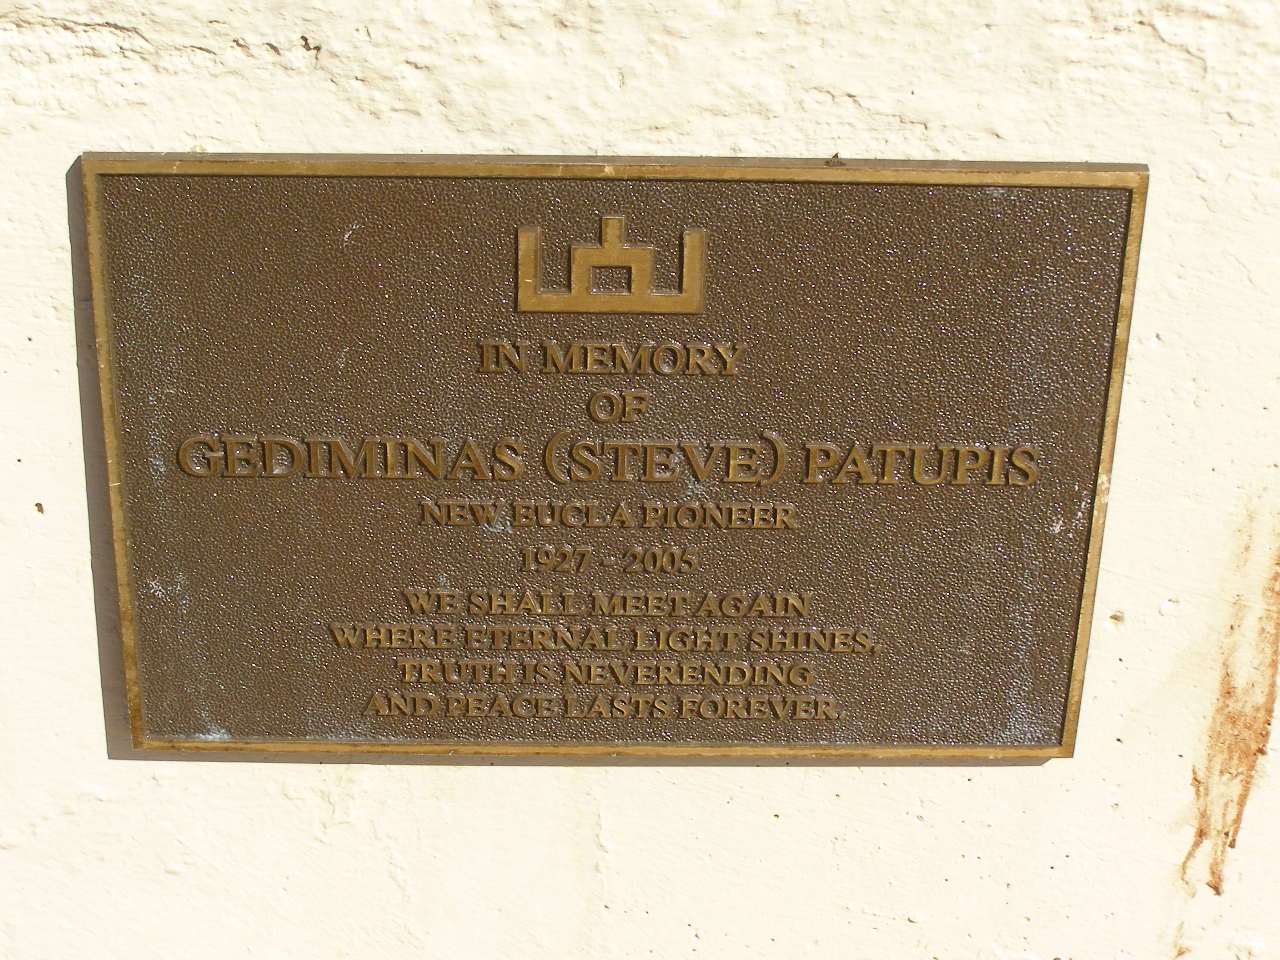 IN MEMORY
OF
GEDIMINAS (STEVE) PATUPIS
NEW EUCLA PIONEER
1927 - 2005
WE SHALL MEET AGAIN
WHERE ETERNAL LIGHT SHINES,
TRUTH IS NEVERENDING
AND PEACE LASTS FOREVER